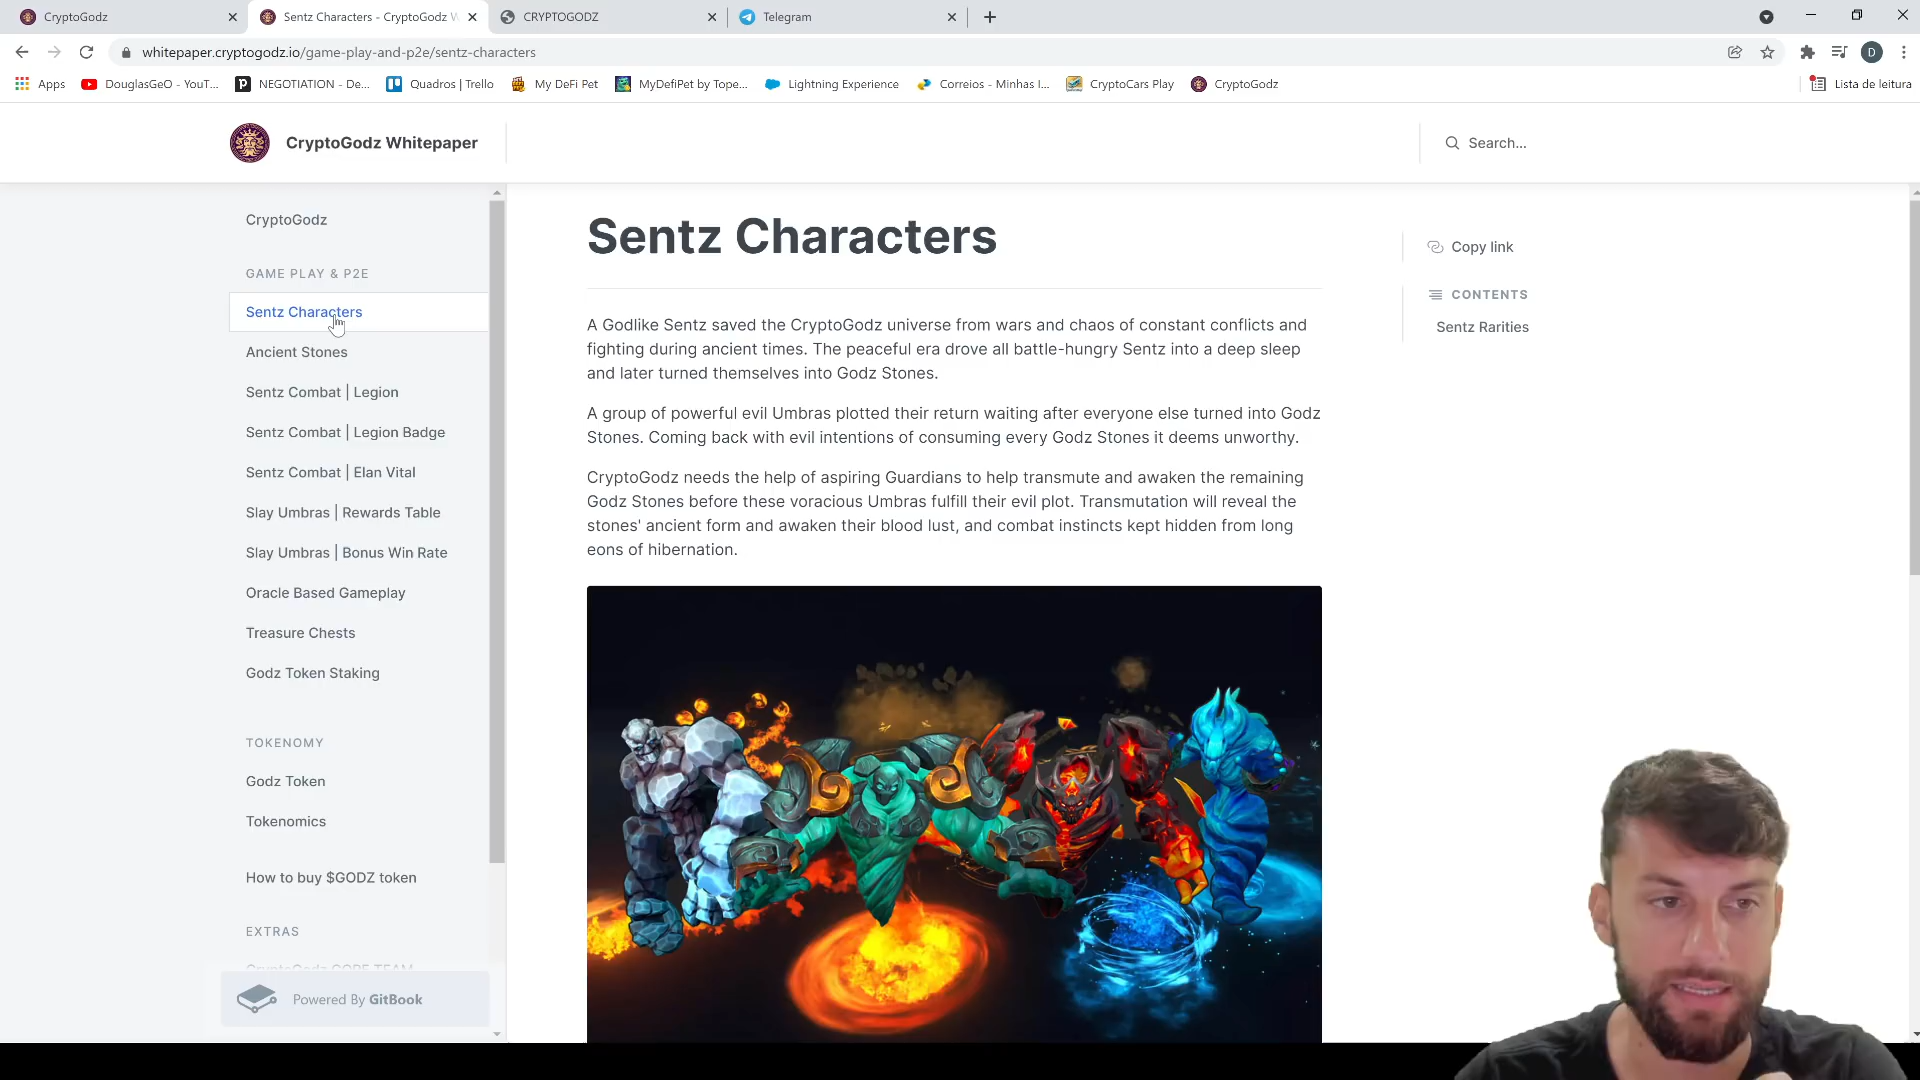 CryptoGodz
Sentz Characters - CryptoGodz W
CRYPTOGODZ
Telegram
whitepaper.cryptogodz.io/game-play-and-p2e/sentz-characters
D
Apps
DouglasGeO - YouT...
NEGOTIATION - De...
Quadros | Trello
My DeFi Pet
MyDefiPet by Tope...
Lightning Experience
Correios - Minhas I...
CryptoCars Play
CryptoGodz
Lista de leitura
CryptoGodz Whitepaper
Search...
CryptoGodz
GAME PLAY & P2E
Sentz Characters
Ancient Stones
Sentz Combat | Legion
Sentz Combat | Legion Badge
Sentz Combat | Elan Vital
Slay Umbras | Rewards Table
Slay Umbras | Bonus Win Rate
Oracle Based Gameplay
Treasure Chests
Godz Token Staking
TOKENOMY
Godz Token
Tokenomics
How to buy $GODZ token
EXTRAS
CryptoGodz CORE TEAM
Powered By GitBook
Sentz Characters
A Godlike Sentz saved the CryptoGodz universe from wars and chaos of constant conflicts and
fighting during ancient times. The peaceful era drove all battle-hungry Sentz into a deep sleep
and later turned themselves into Godz Stones.
A group of powerful evil Umbras plotted their return waiting after everyone else turned into Godz
Stones. Coming back with evil intentions of consuming every Godz Stones it deems unworthy.
CryptoGodz needs the help of aspiring Guardians to help transmute and awaken the remaining
Godz Stones before these voracious Umbras fulfill their evil plot. Transmutation will reveal the
stones' ancient form and awaken their blood lust, and combat instincts kept hidden from long
eons of hibernation.
Copy link
CONTENTS
Sentz Rarities